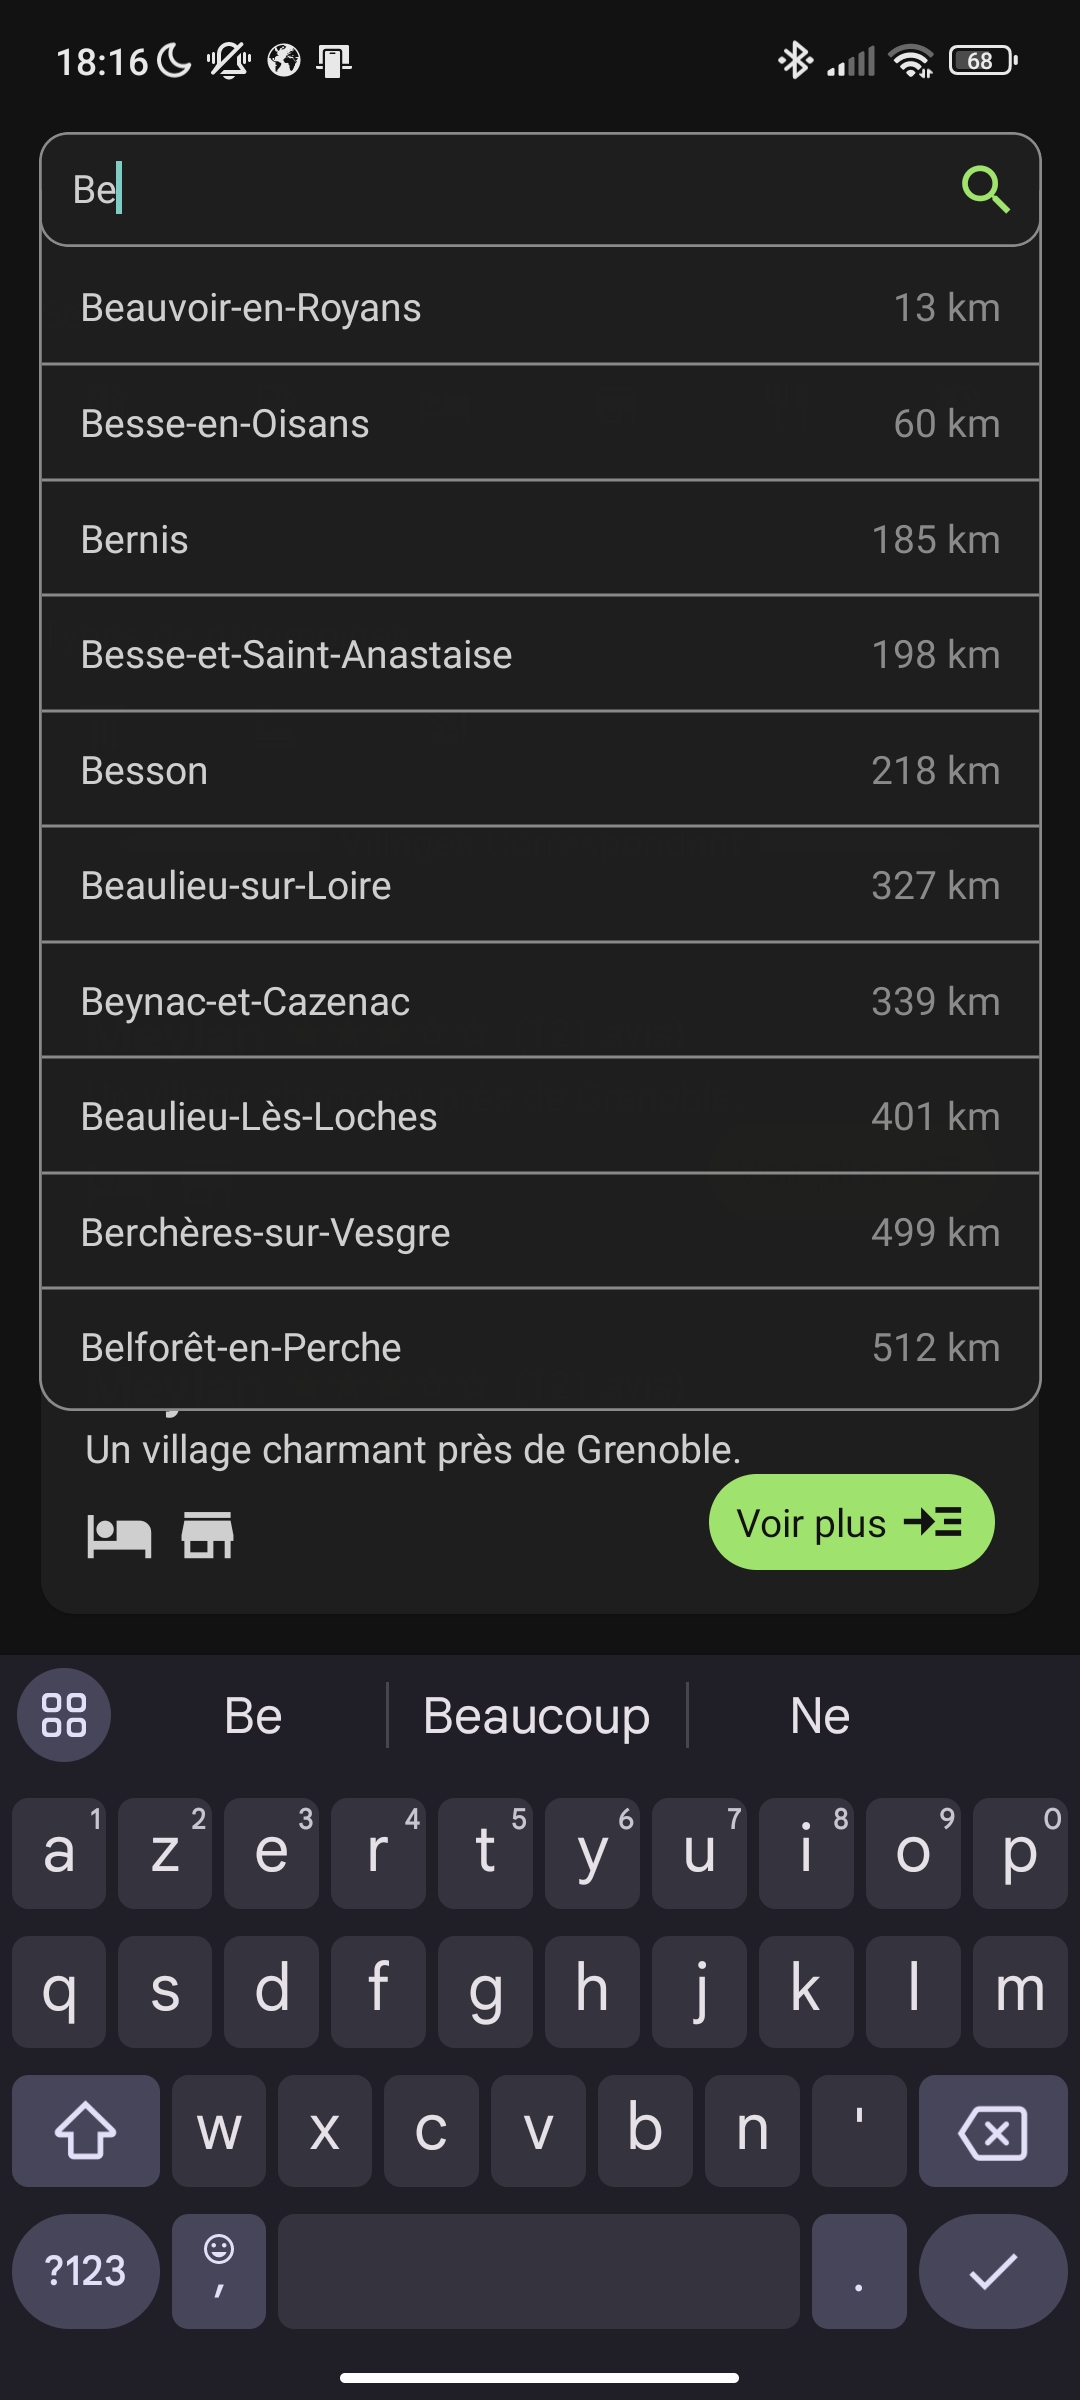 18:16
68
Be
Beauvoir-en-Royans 13 km
Besse-en-Oisans 60 km
Bernis 185 km
Besse-et-Saint-Anastaise 198 km
Besson 218 km
Beaulieu-sur-Loire 327 km
Beynac-et-Cazenac 339 km
Beaulieu-Lès-Loches 401 km
Berchères-sur-Vesgre 499 km
Belforêt-en-Perche 512 km
Un village charmant près de Grenoble.
Voir plus
Be Beaucoup Ne
1 2 3 4 5 6 7 8 9 0
a z e r t y u i o p
q s d f g h j k l m
w x c v b n '
?123 , .